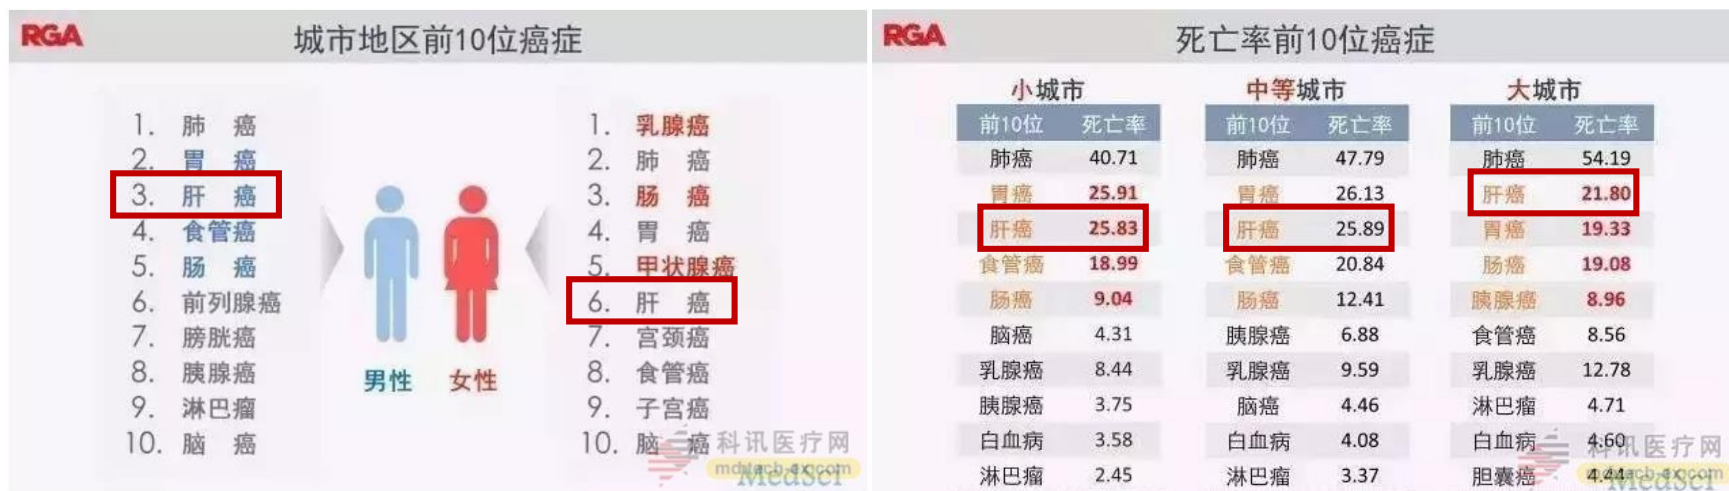 RGA 城市地区前10位癌症
1. 肺 癌
2. 胃 癌
3. 肝 癌
4. 食管癌
5. 肠 癌
6. 前列腺癌
7. 膀胱癌
8. 胰腺癌
9. 淋巴瘤
10. 脑 癌
男性 女性
1. 乳腺癌
2. 肺 癌
3. 肠 癌
4. 胃 癌
5. 甲状腺癌
6. 肝 癌
7. 宫颈癌
8. 食管癌
9. 子宫癌
10. 脑 癌
科讯医疗网
MedSci
RGA 死亡率前10位癌症
小城市
前10位 死亡率
肺癌 40.71
胃癌 25.91
肝癌 25.83
食管癌 18.99
肠癌 9.04
脑癌 4.31
乳腺癌 8.44
胰腺癌 3.75
白血病 3.58
淋巴瘤 2.45
中等城市
前10位 死亡率
肺癌 47.79
胃癌 26.13
肝癌 25.89
食管癌 20.84
肠癌 12.41
胰腺癌 6.88
乳腺癌 9.59
脑癌 4.46
白血病 4.08
淋巴瘤 3.37
大城市
前10位 死亡率
肺癌 54.19
肝癌 21.80
胃癌 19.33
肠癌 19.08
胰腺癌 8.96
食管癌 8.56
乳腺癌 12.78
淋巴瘤 4.71
白血病 4.60
胆囊癌 4.44
科讯医疗网
MedSci